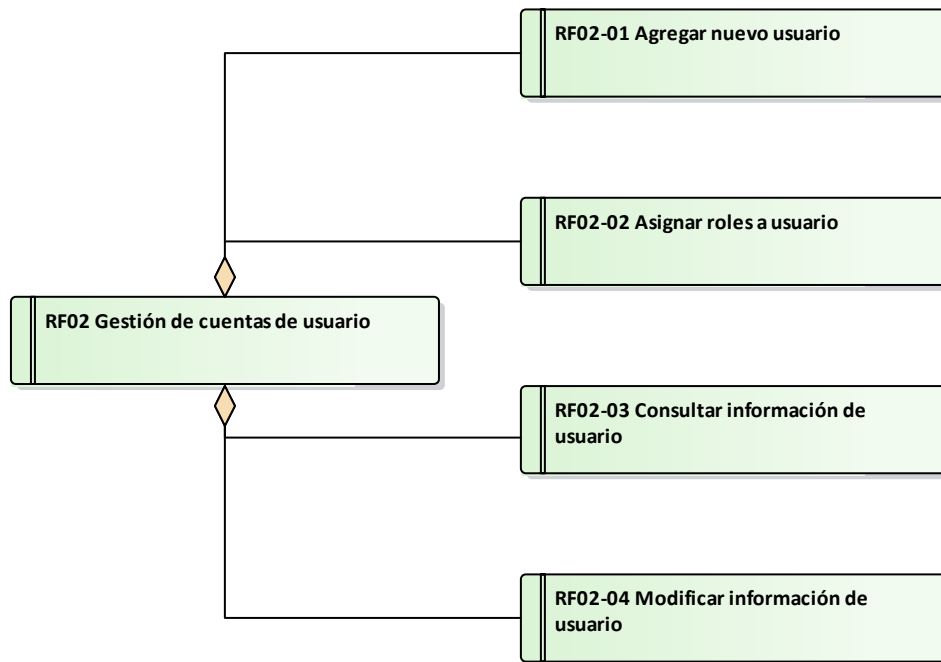 RF02-01 Agregar nuevo usuario
RF02-02 Asignar roles a usuario
RF02 Gestión de cuentas de usuario
RF02-03 Consultar información de
usuario
RF02-04 Modificar información de
usuario